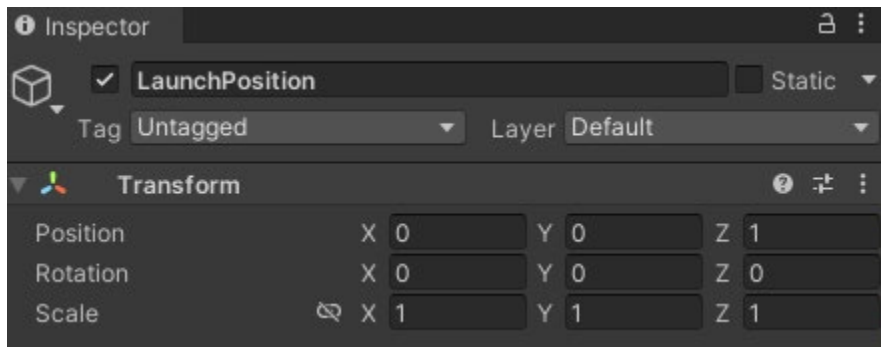 Inspector
LaunchPosition Static
Tag Untagged Layer Default
Transform
Position X 0 Y 0 Z 1
Rotation X 0 Y 0 Z 0
Scale X 1 Y 1 Z 1